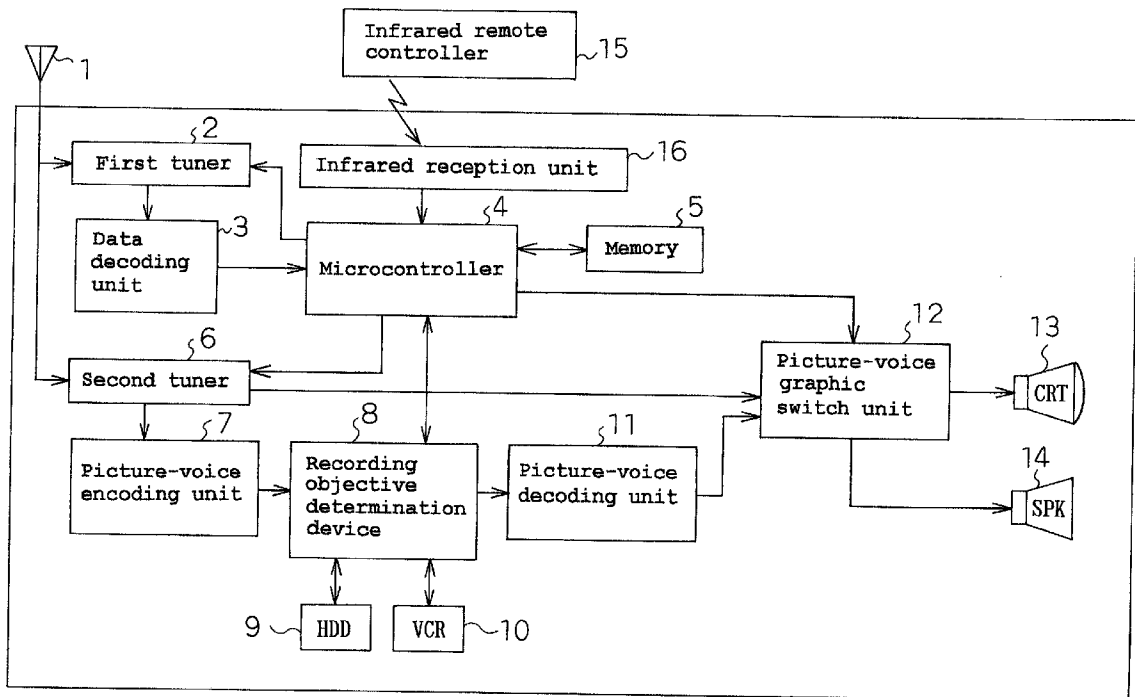 Infrared remote
controller
15
1
2
First tuner
Infrared reception unit
16
3
Data
decoding
unit
4
Microcontroller
5
Memory
6
Second tuner
12
Picture-voice
graphic
switch unit
13
CRT
7
Picture-voice
encoding unit
8
Recording
objective
determination
device
11
Picture-voice
decoding unit
14
SPK
9
HDD
VCR
10